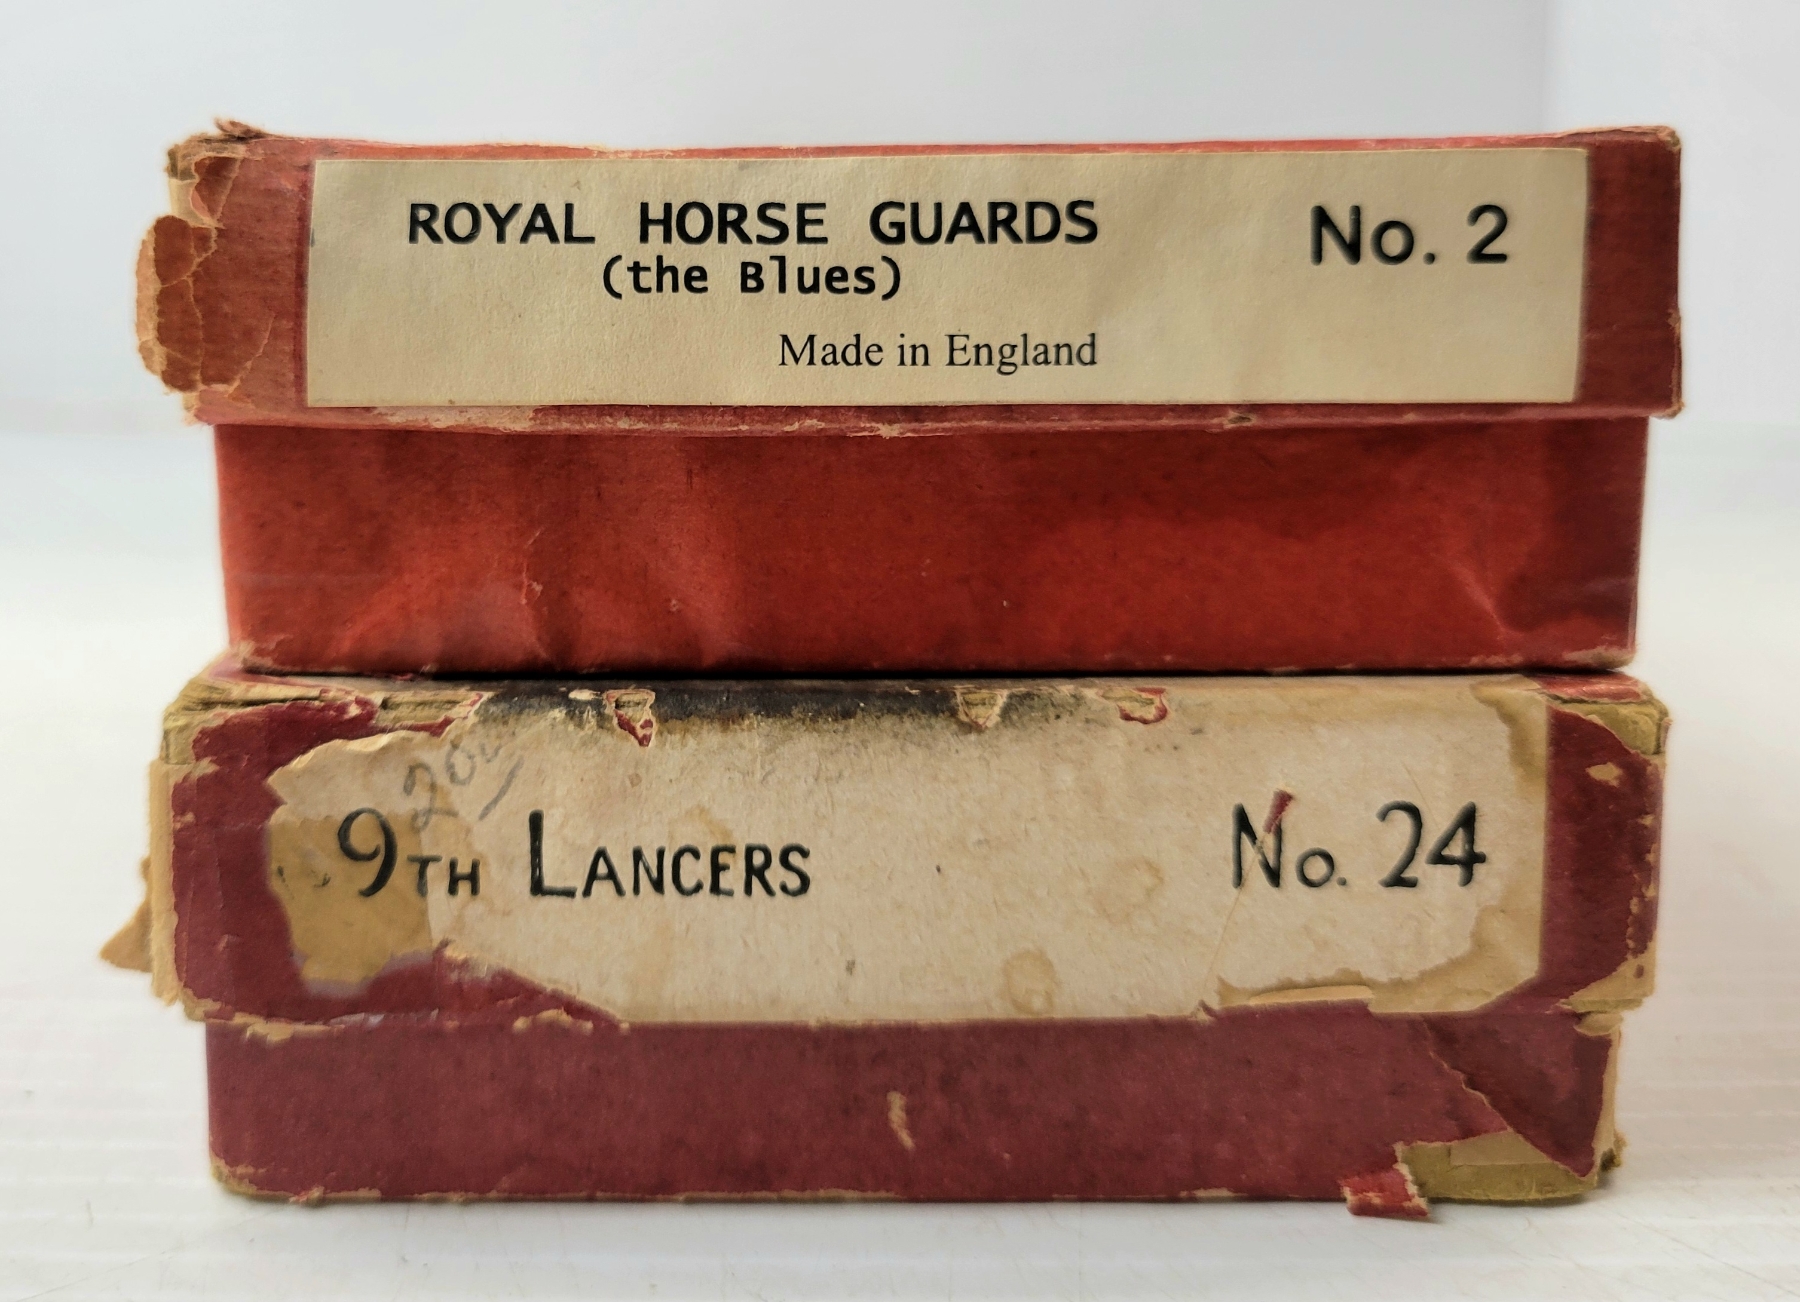 ROYAL HORSE GUARDS No. 2
(the Blues)
Made in England
9TH LANCERS No. 24